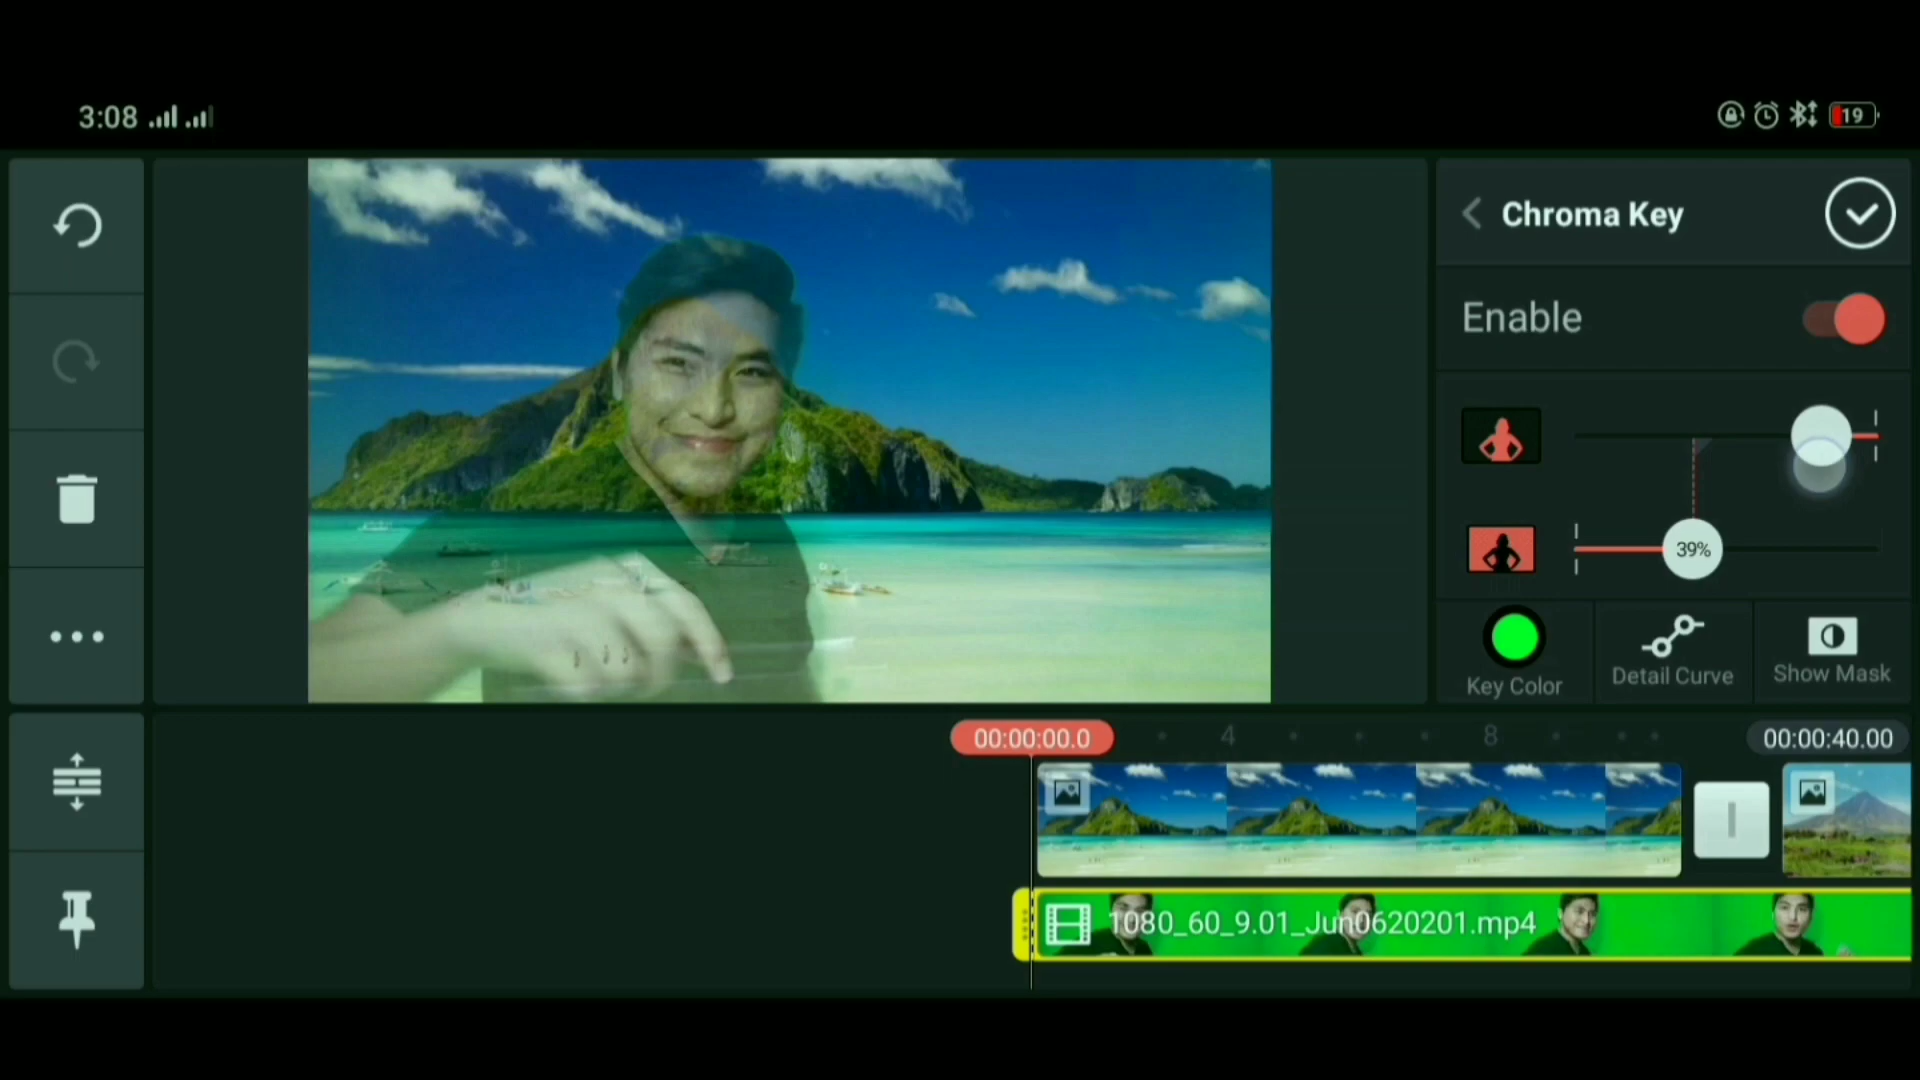 3:08
19
Chroma Key
Enable
39%
Key Color
Detail Curve
Show Mask
00:00:00.0
4
8
00:00:40.00
1080_60_9.01_Jun0620201.mp4